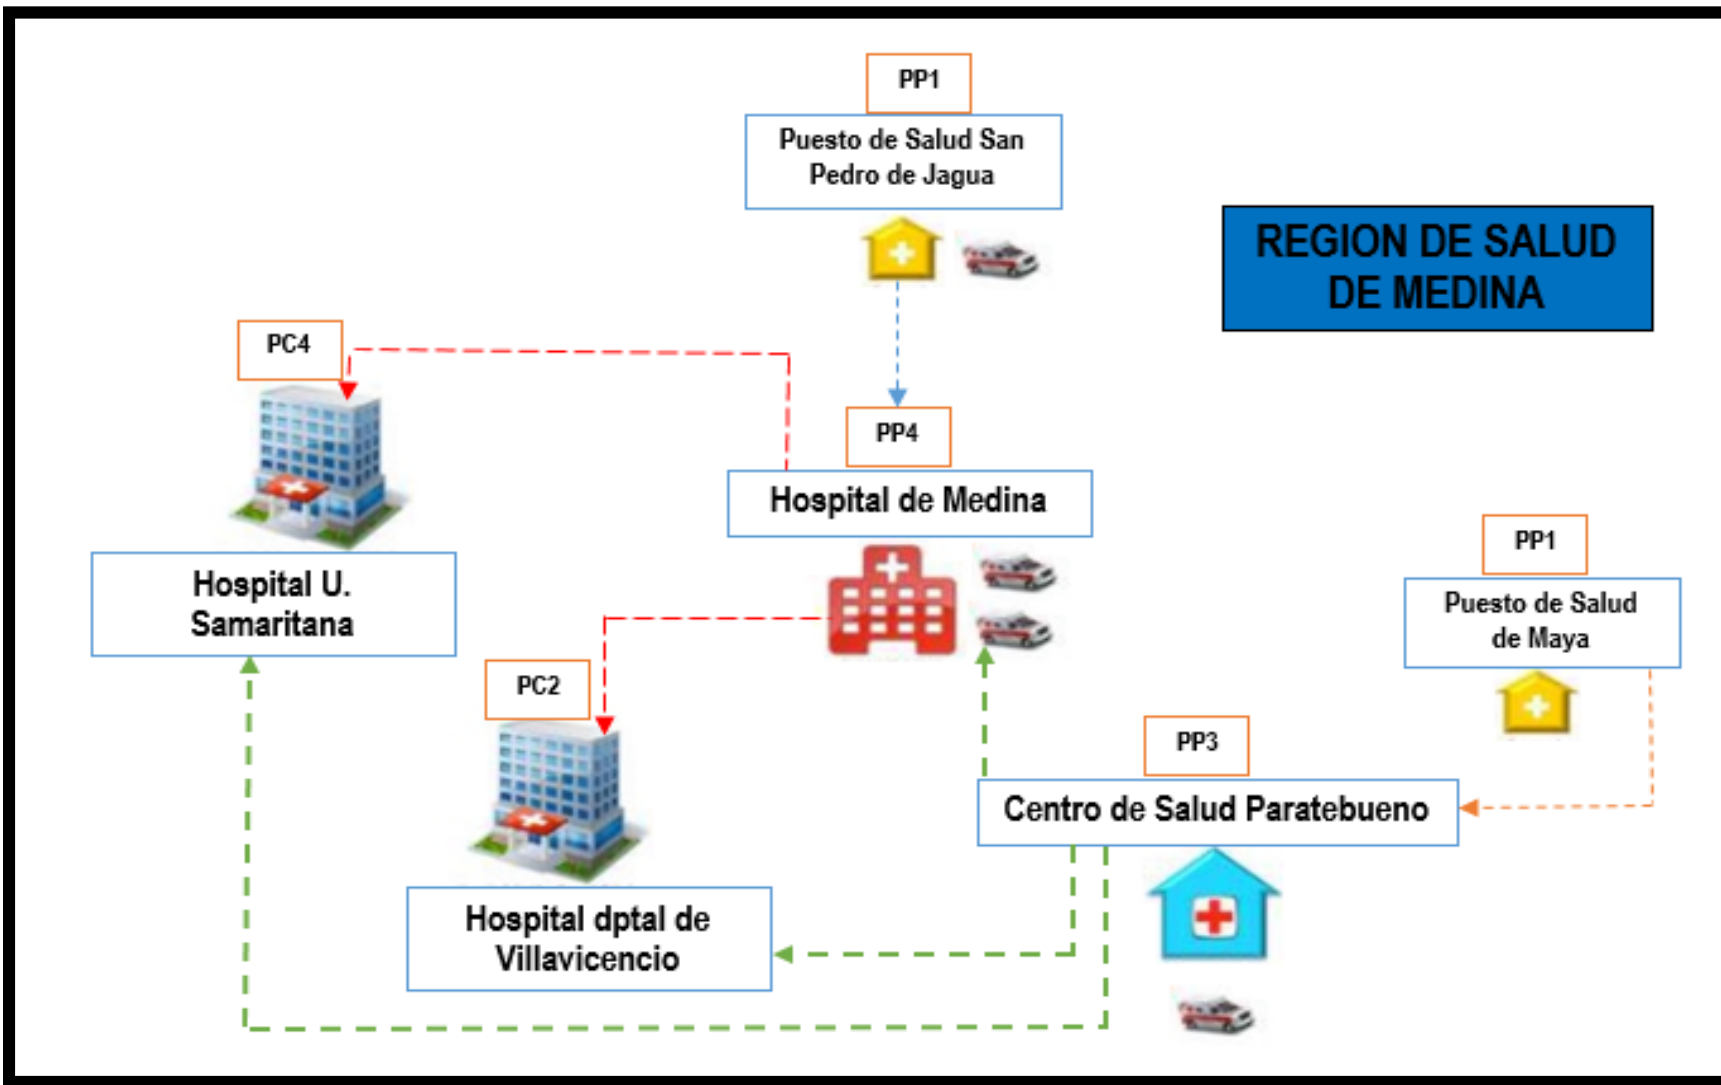 PP1
Puesto de Salud San
Pedro de Jagua
REGION DE SALUD
DE MEDINA
PC4
PP4
Hospital de Medina
PP1
Hospital U.
Samaritana
Puesto de Salud
de Maya
PC2
PP3
Centro de Salud Paratebueno
Hospital dptal de
Villavicencio